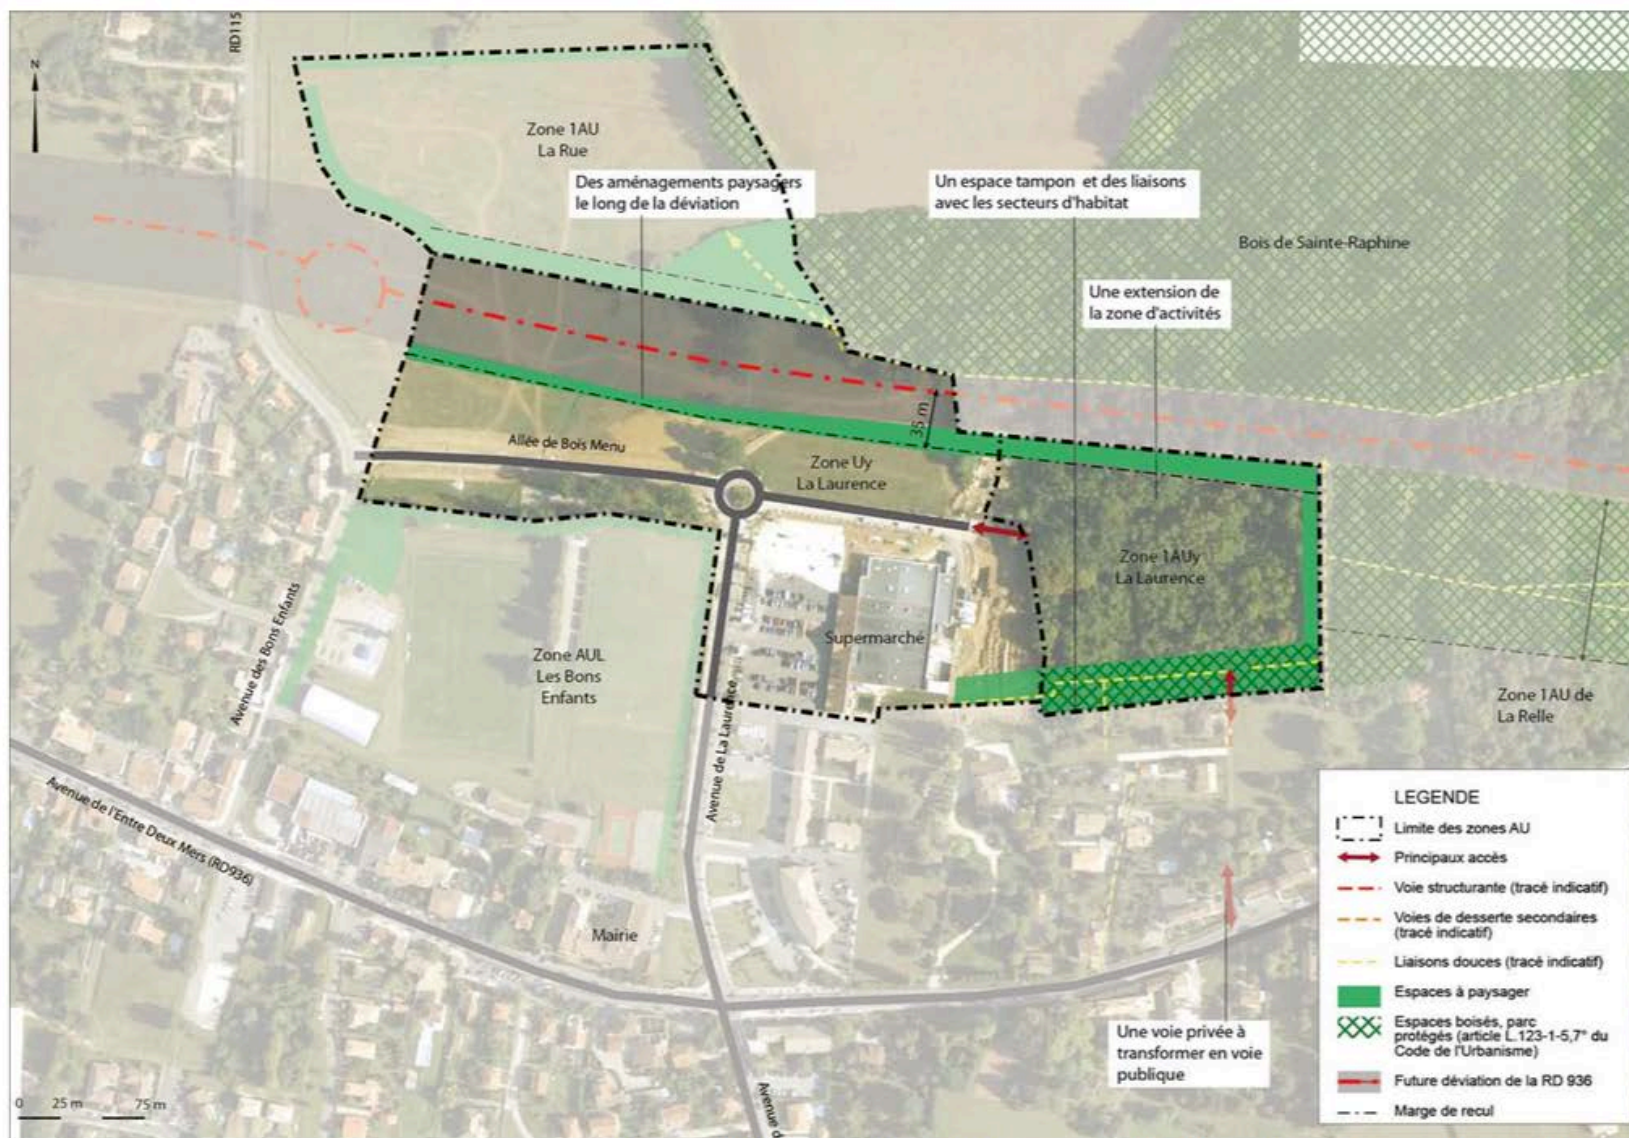 RD115
N
Zone 1AU
La Rue
Des aménagements paysagers
le long de la déviation
Un espace tampon et des liaisons
avec les secteurs d'habitat
Bois de Sainte-Raphine
Une extension de
la zone d'activités
35 m
Allée de Bois Menu
Zone Uy
La Laurence
Zone 1AUy
La Laurence
Avenue des Bons Enfants
Zone AUL
Les Bons
Enfants
Supermarché
Avenue de La Laurence
Zone 1AU de
La Relle
Avenue de l'Entre Deux Mers (RD936)
Mairie
Une voie privée à
transformer en voie
publique
Avenue d
0 25 m 75 m
LEGENDE
Limite des zones AU
Principaux accès
Voie structurante (tracé indicatif)
Voies de desserte secondaires
(tracé indicatif)
Liaisons douces (tracé indicatif)
Espaces à paysager
Espaces boisés, parc
protégés (article L.123-1-5,7° du
Code de l'Urbanisme)
Future déviation de la RD 936
Marge de recul